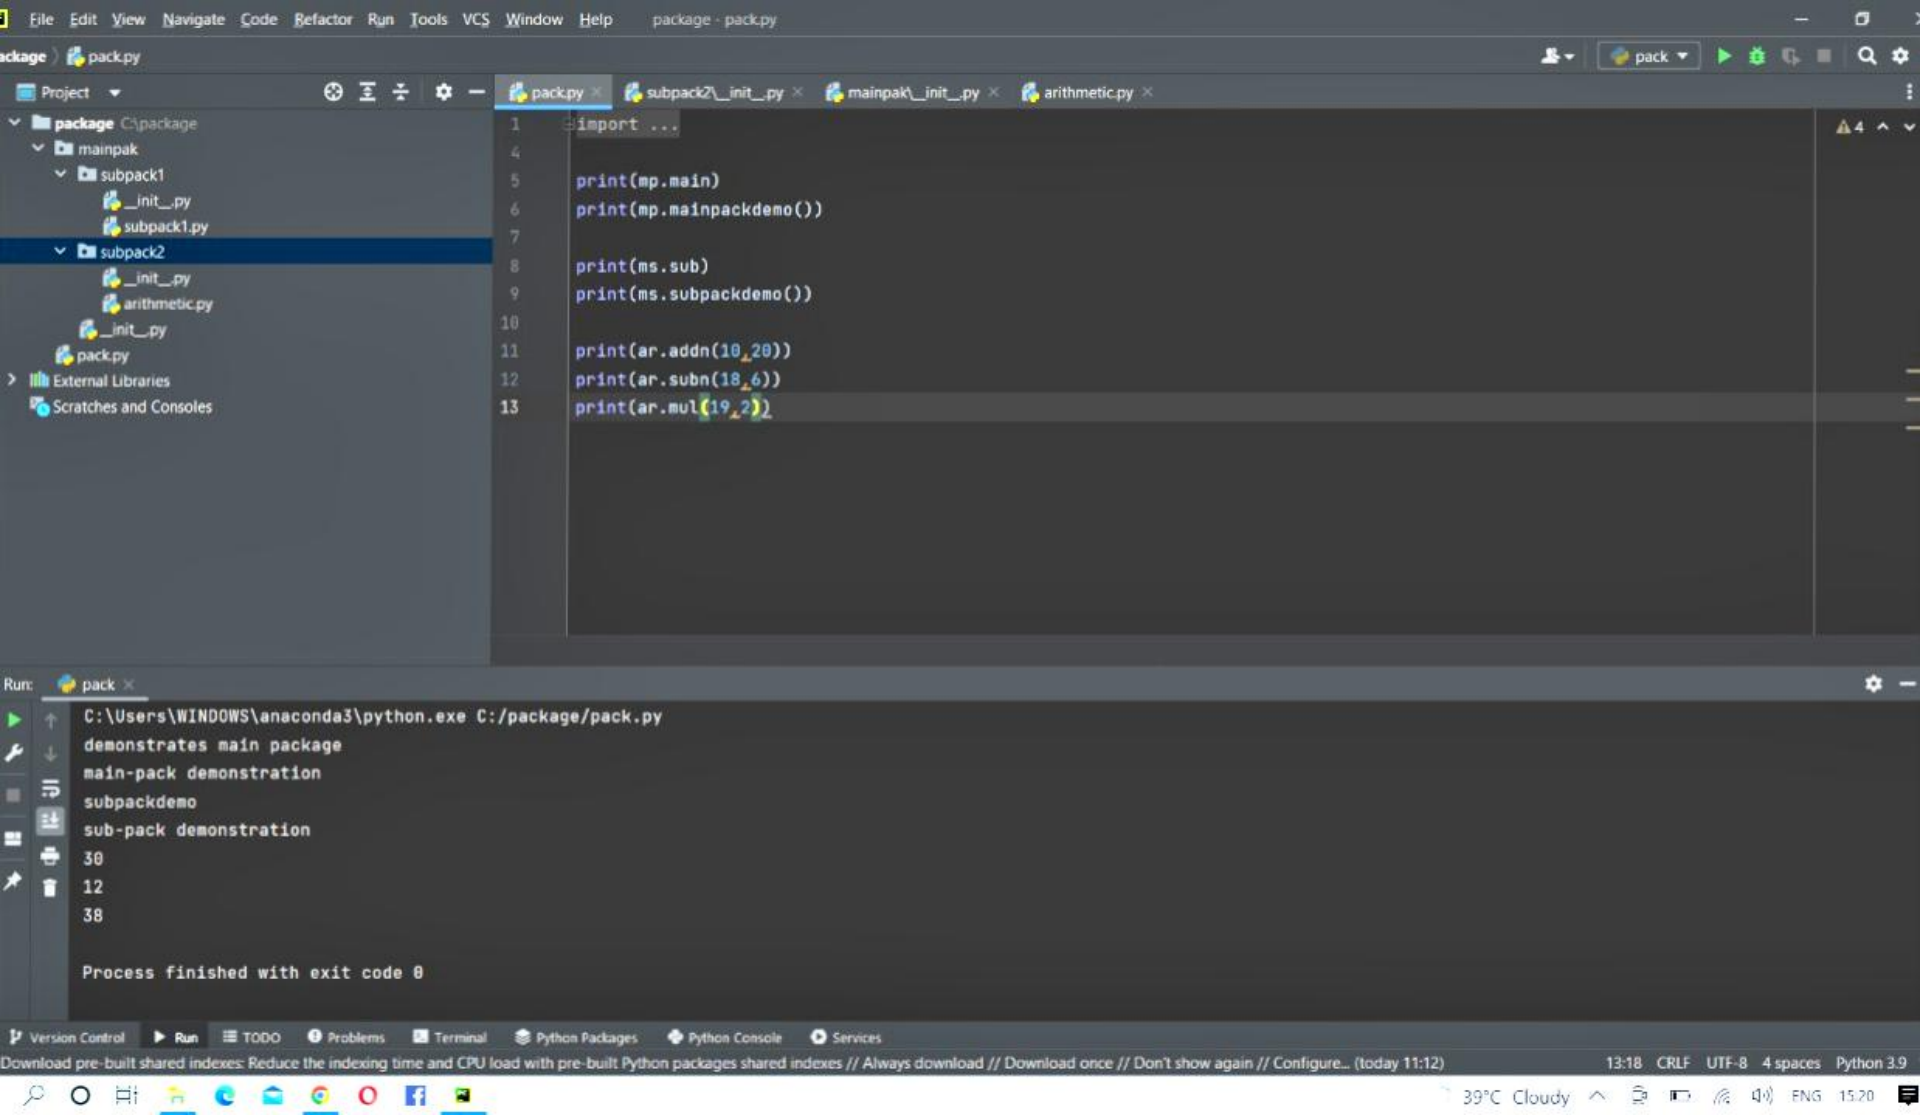 File Edit View Navigate Code Refactor Run Tools VCS Window Help package - pack.py
ackage pack.py
pack
Project
pack.py subpack2\__init__.py mainpak\__init__.py arithmetic.py
package C:\package
mainpak
subpack1
__init__.py
subpack1.py
subpack2
__init__.py
arithmetic.py
__init__.py
pack.py
External Libraries
Scratches and Consoles
1 import ...
4
5 print(mp.main)
6 print(mp.mainpackdemo())
7
8 print(ms.sub)
9 print(ms.subpackdemo())
10
11 print(ar.addn(10,20))
12 print(ar.subn(18,6))
13 print(ar.mul(19,2))
4
Run: pack
C:\Users\WINDOWS\anaconda3\python.exe C:/package/pack.py
demonstrates main package
main-pack demonstration
subpackdemo
sub-pack demonstration
30
12
38
Process finished with exit code 0
Version Control Run TODO Problems Terminal Python Packages Python Console Services
Download pre-built shared indexes: Reduce the indexing time and CPU load with pre-built Python packages shared indexes // Always download // Download once // Don't show again // Configure... (today 11:12) 13:18 CRLF UTF-8 4 spaces Python 3.9
39°C Cloudy ENG 15:20